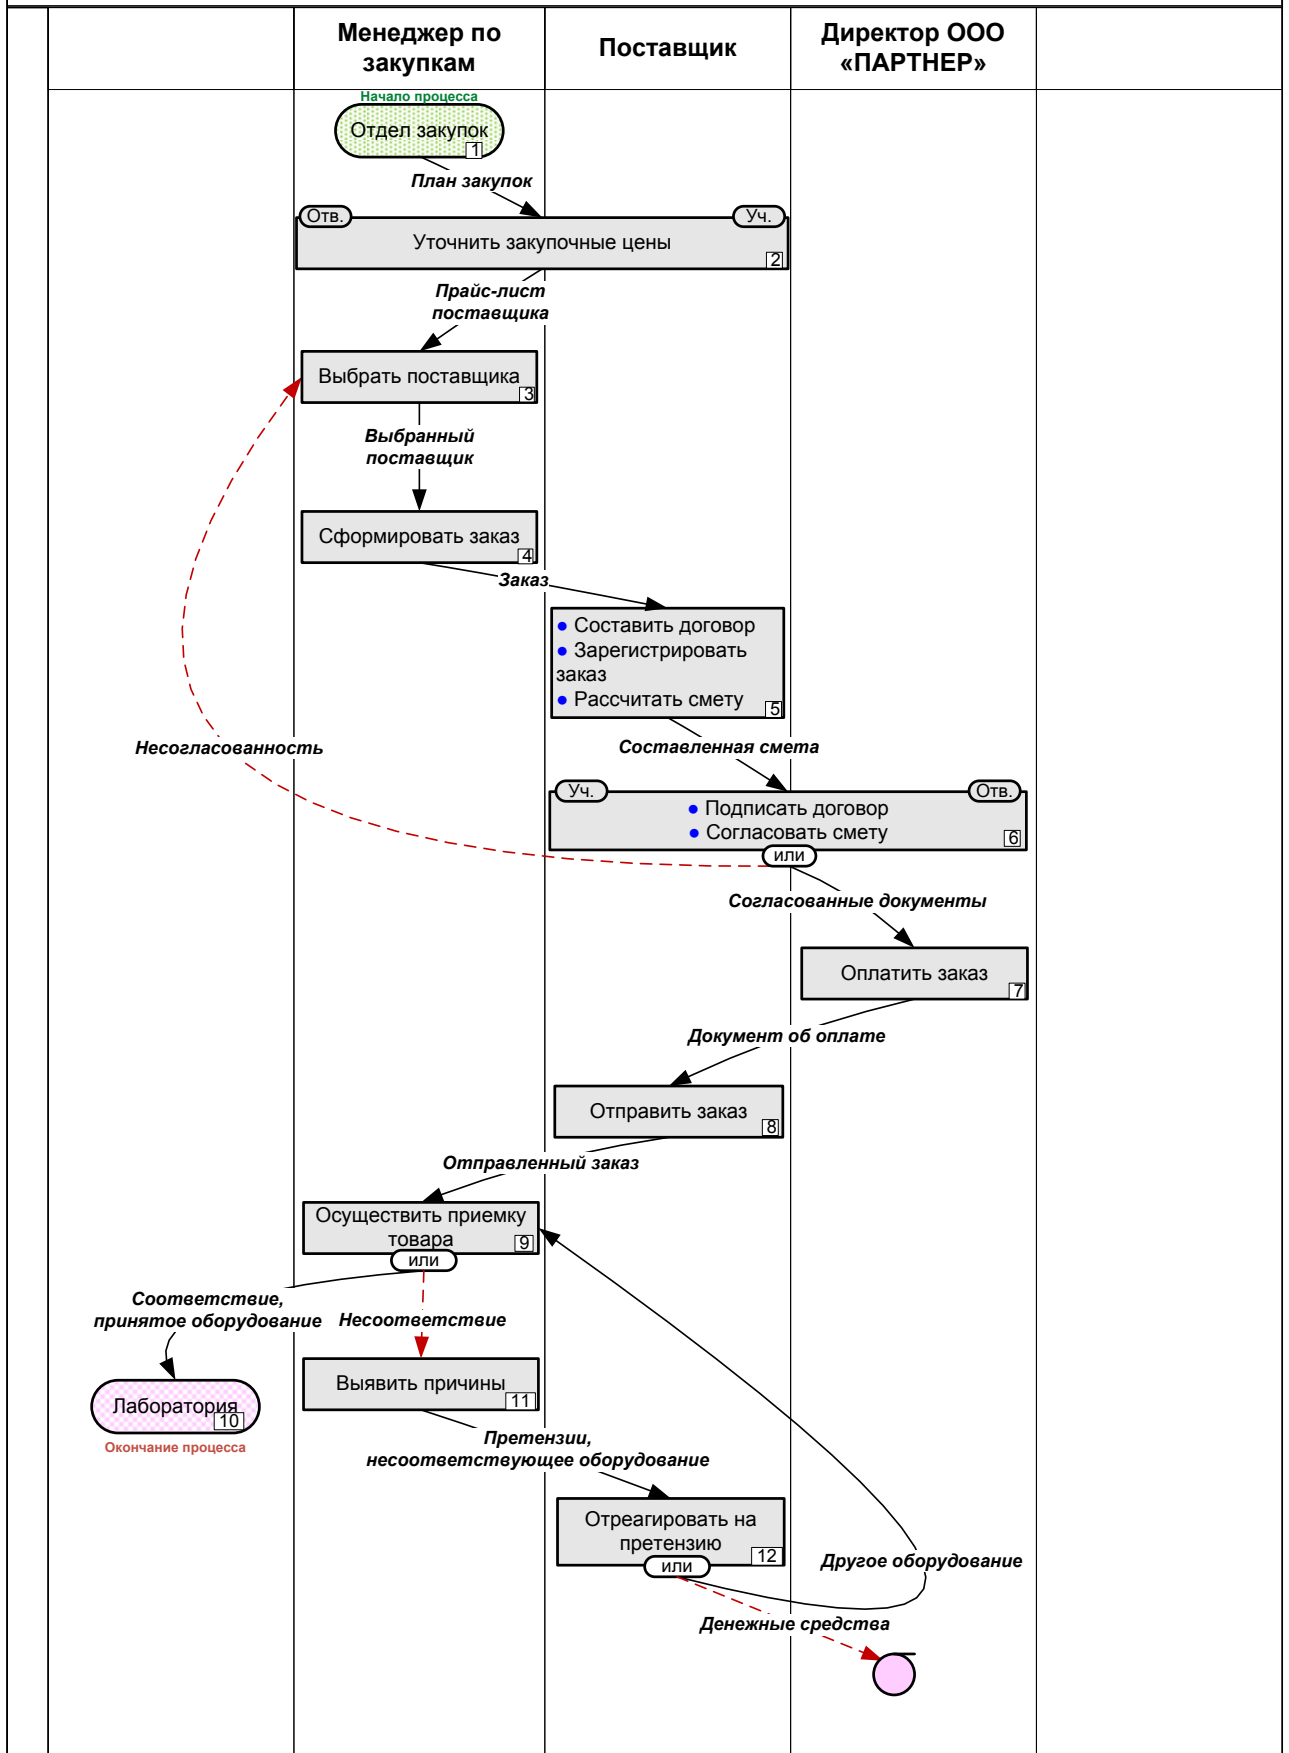 Менеджер по
закупкам
Поставщик
Директор ООО
«ПАРТНЕР»
Начало процесса
Отдел закупок
1
План закупок
Отв.
Уч.
Уточнить закупочные цены
2
Прайс-лист
поставщика
Выбрать поставщика
3
Выбранный
поставщик
Сформировать заказ
4
Заказ
● Составить договор
● Зарегистрировать
заказ
● Рассчитать смету
5
Несогласованность
Составленная смета
Уч.
Отв.
● Подписать договор
● Согласовать смету
6
или
Согласованные документы
Оплатить заказ
7
Документ об оплате
Отправить заказ
8
Отправленный заказ
Осуществить приемку
товара
9
или
Соответствие,
принятое оборудование
Несоответствие
Выявить причины
11
Лаборатория
10
Окончание процесса
Претензии,
несоответствующее оборудование
Отреагировать на
претензию
12
или
Другое оборудование
Денежные средства